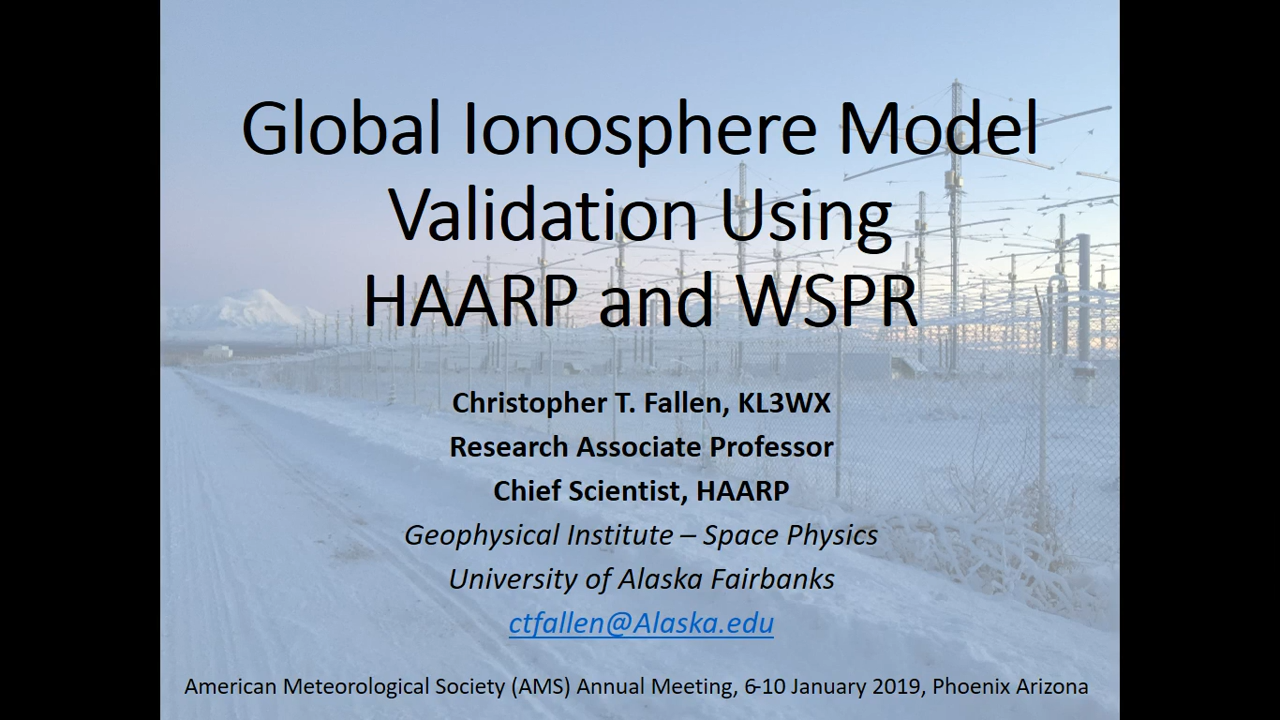 Global Ionosphere Model
Validation Using
HAARP and WSPR
Christopher T. Fallen, KL3WX
Research Associate Professor
Chief Scientist, HAARP
Geophysical Institute – Space Physics
University of Alaska Fairbanks
ctfallen@Alaska.edu
American Meteorological Society (AMS) Annual Meeting, 6-10 January 2019, Phoenix Arizona